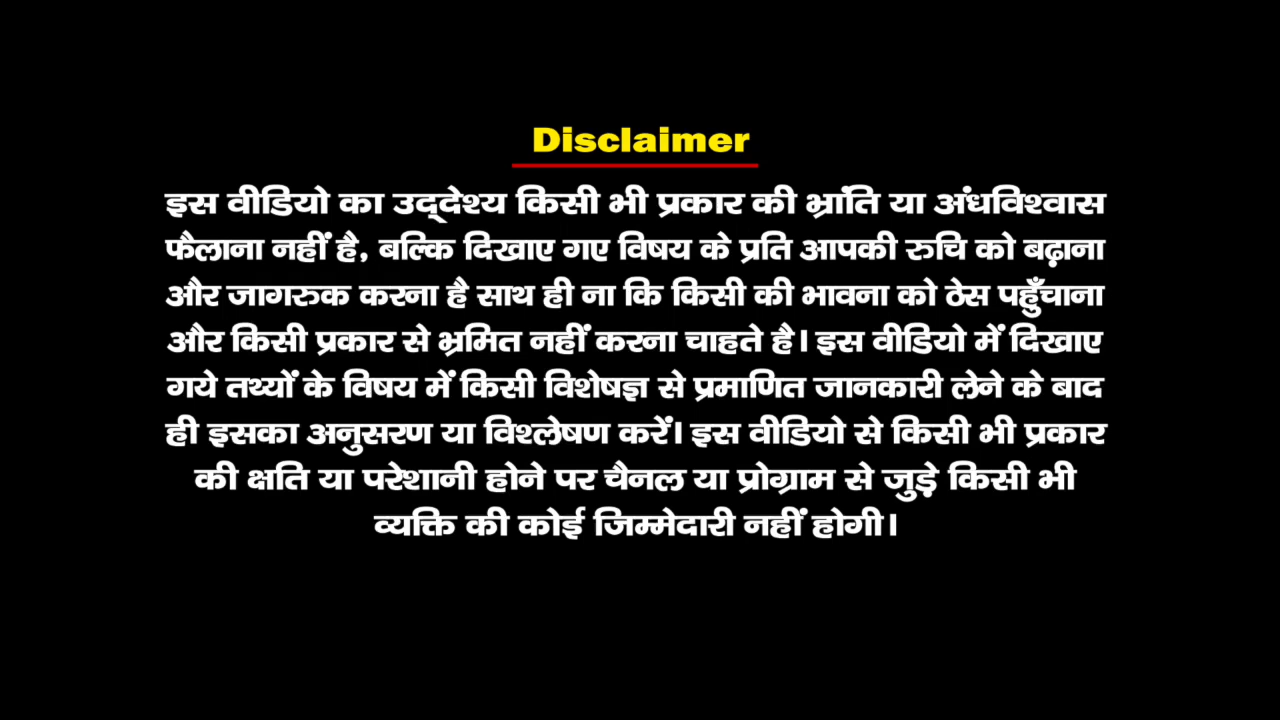 Disclaimer
इस वीडियो का उद्देश्य किसी भी प्रकार की भ्रांति या अंधविश्वास
फैलाना नहीं है, बल्कि दिखाए गए विषय के प्रति आपकी रुचि को बढ़ाना
और जागरुक करना है साथ ही ना कि किसी की भावना को ठेस पहुँचाना
और किसी प्रकार से भ्रमित नहीं करना चाहते है। इस वीडियो में दिखाए
गये तथ्यों के विषय में किसी विशेषज्ञ से प्रमाणित जानकारी लेने के बाद
ही इसका अनुसरण या विश्लेषण करें। इस वीडियो से किसी भी प्रकार
की क्षति या परेशानी होने पर चैनल या प्रोग्राम से जुड़े किसी भी
व्यक्ति की कोई जिम्मेदारी नहीं होगी।